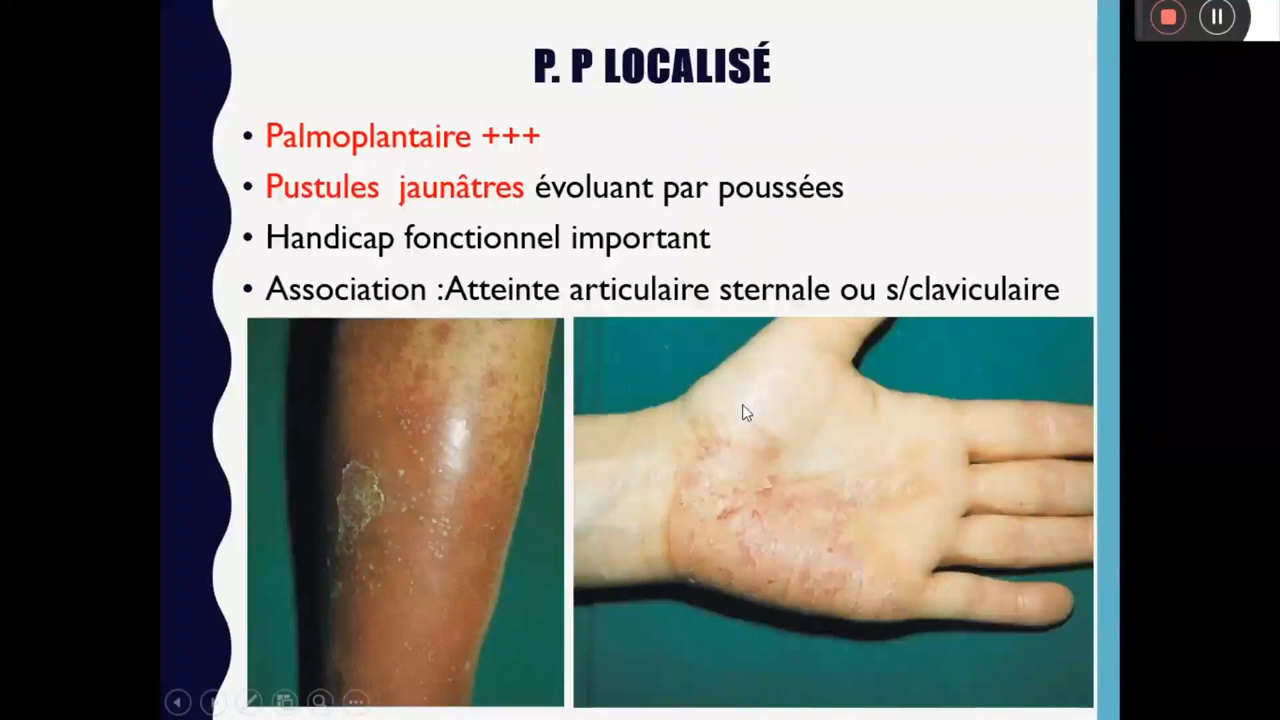 P. P LOCALISÉ
• Palmoplantaire +++
• Pustules jaunâtres évoluant par poussées
• Handicap fonctionnel important
• Association :Atteinte articulaire sternale ou s/claviculaire